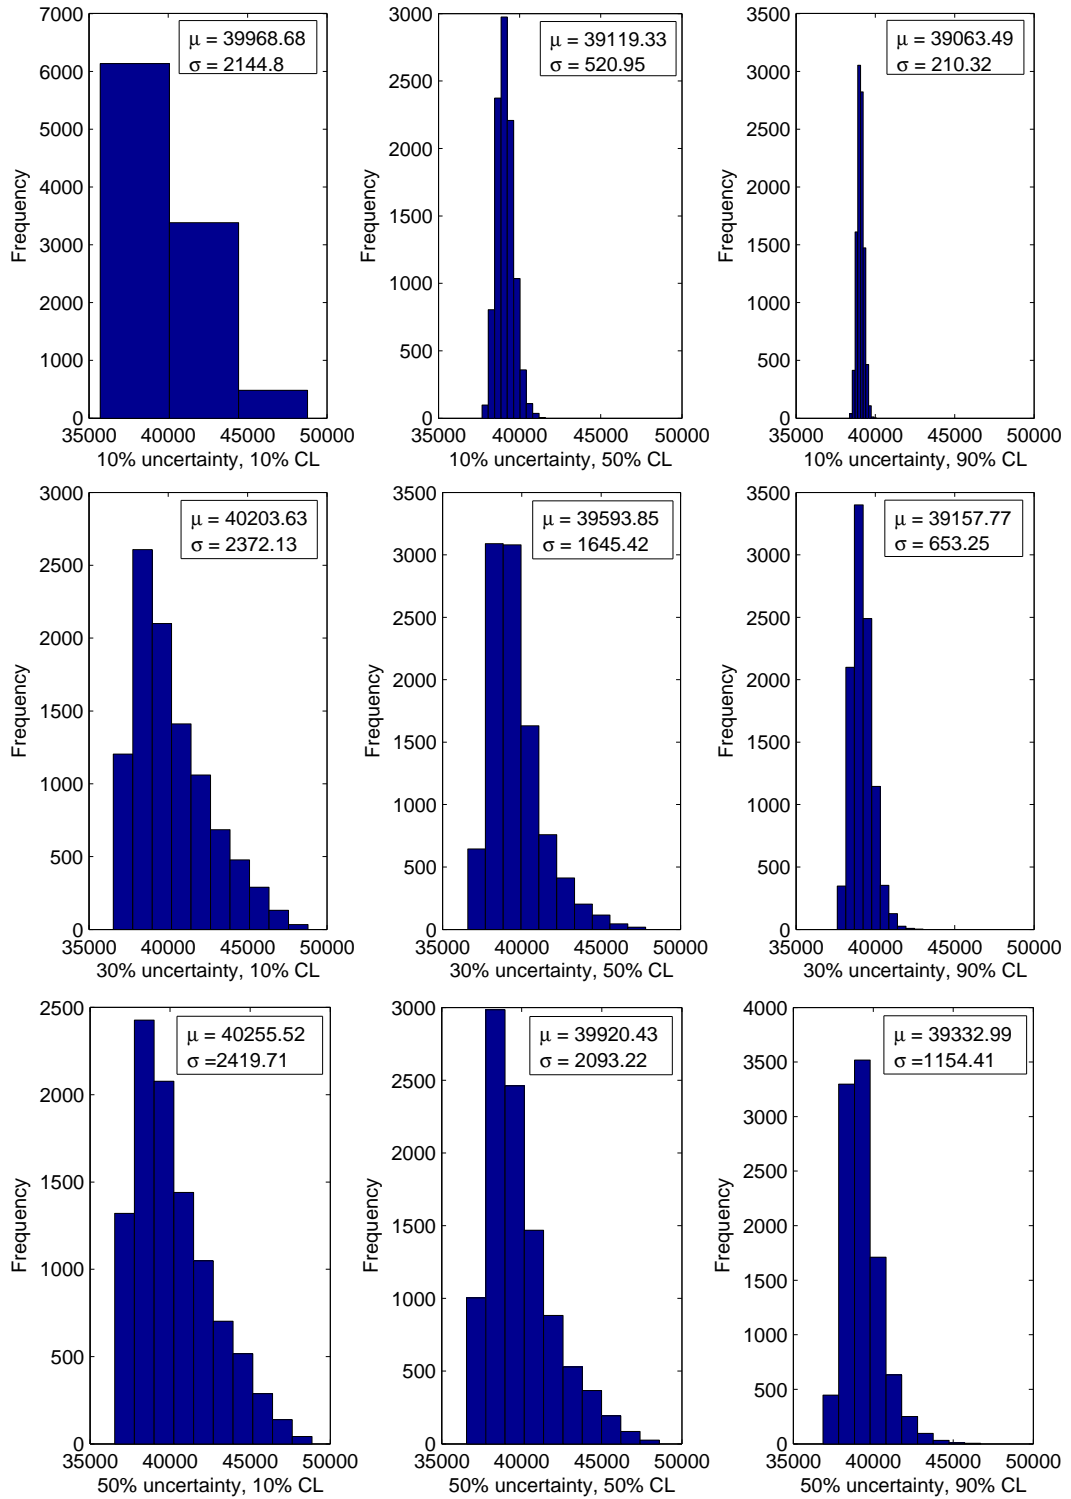 7000
6000
5000
4000
3000
2000
1000
0
Frequency
μ = 39968.68
σ = 2144.8
35000 40000 45000 50000
10% uncertainty, 10% CL
3000
2500
2000
1500
1000
500
0
Frequency
μ = 39119.33
σ = 520.95
35000 40000 45000 50000
10% uncertainty, 50% CL
3500
3000
2500
2000
1500
1000
500
0
Frequency
μ = 39063.49
σ = 210.32
35000 40000 45000 50000
10% uncertainty, 90% CL
3000
2500
2000
1500
1000
500
0
Frequency
μ = 40203.63
σ = 2372.13
35000 40000 45000 50000
30% uncertainty, 10% CL
3500
3000
2500
2000
1500
1000
500
0
Frequency
μ = 39593.85
σ = 1645.42
35000 40000 45000 50000
30% uncertainty, 50% CL
3500
3000
2500
2000
1500
1000
500
0
Frequency
μ = 39157.77
σ = 653.25
35000 40000 45000 50000
30% uncertainty, 90% CL
2500
2000
1500
1000
500
0
Frequency
μ = 40255.52
σ =2419.71
35000 40000 45000 50000
50% uncertainty, 10% CL
3000
2500
2000
1500
1000
500
0
Frequency
μ = 39920.43
σ = 2093.22
35000 40000 45000 50000
50% uncertainty, 50% CL
4000
3500
3000
2500
2000
1500
1000
500
0
Frequency
μ = 39332.99
σ =1154.41
35000 40000 45000 50000
50% uncertainty, 90% CL